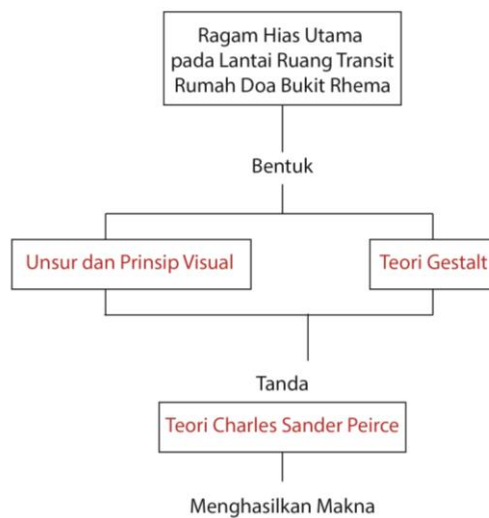 Ragam Hias Utama
pada Lantai Ruang Transit
Rumah Doa Bukit Rhema
Bentuk
Unsur dan Prinsip Visual
Teori Gestalt
Tanda
Teori Charles Sander Peirce
Menghasilkan Makna